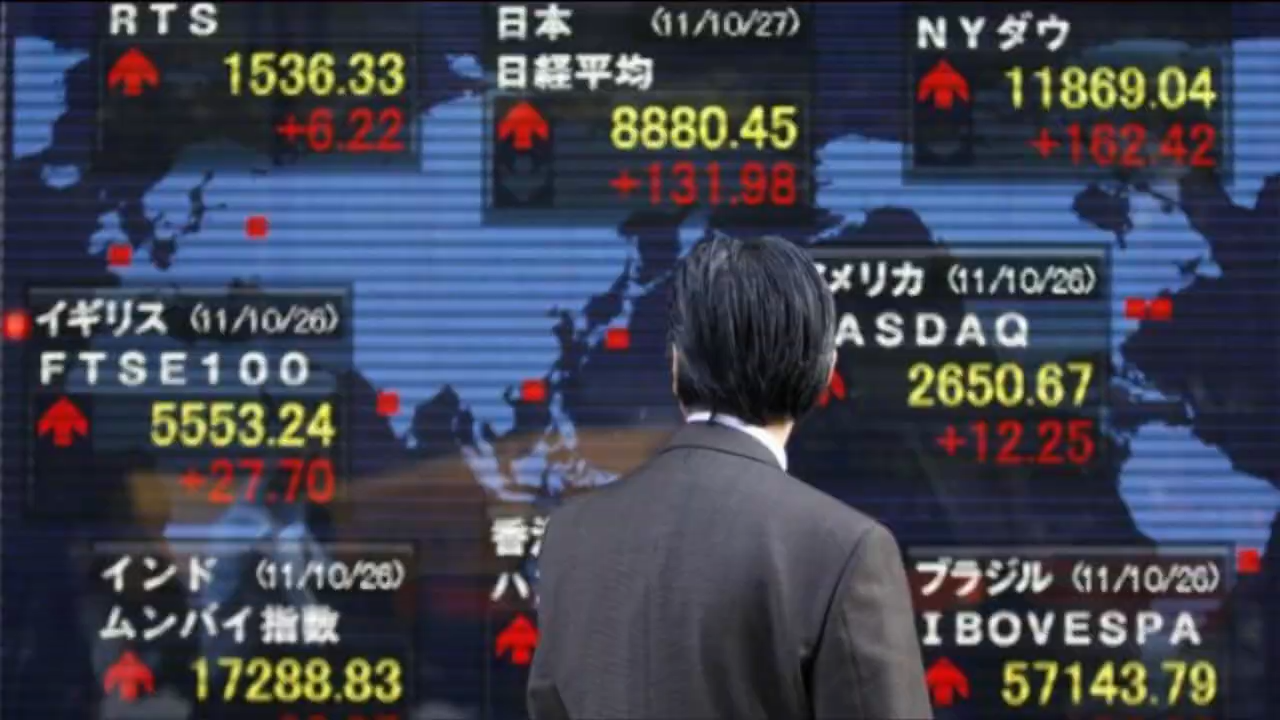 RTS
1536.33
+6.22
日本 (11/10/27)
日経平均
8880.45
+131.98
NYダウ
11869.04
+162.42
イギリス (11/10/26)
FTSE100
5553.24
+27.70
メリカ (11/10/26)
ASDAQ
2650.67
+12.25
インド (11/10/26)
ムンバイ指数
17288.83
香
ハ
ブラジル (11/10/26)
IBOVESPA
57143.79